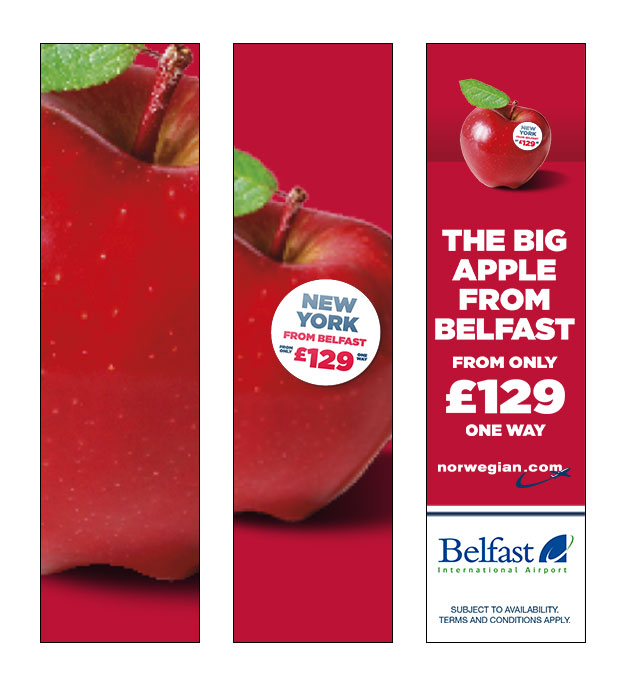 NEW
YORK
FROM BELFAST
FROM
ONLY
£129
ONE
WAY
NEW
YORK
FROM BELFAST
£129
THE BIG
APPLE
FROM
BELFAST
FROM ONLY
£129
ONE WAY
norwegian.com
Belfast
International Airport
SUBJECT TO AVAILABILITY.
TERMS AND CONDITIONS APPLY.